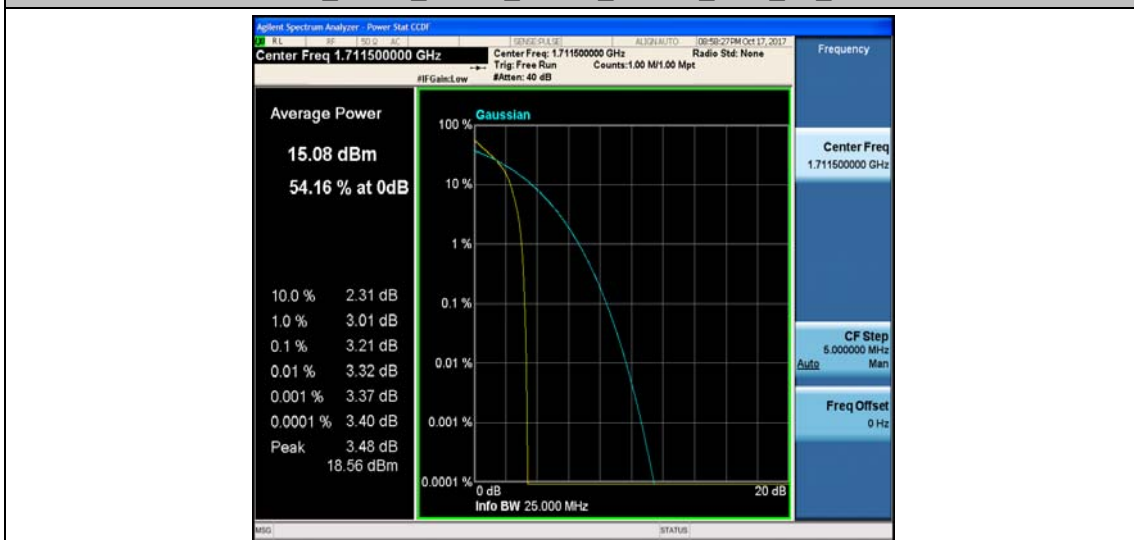 Agilent Spectrum Analyzer - Power Stat CCDF
RL RF 50 Ω AC SENSE:PULSE ALIGN AUTO 08:58:27 PM Oct 17, 2017
Center Freq 1.711500000 GHz
Center Freq: 1.711500000 GHz Radio Std: None
Trig: Free Run Counts:1.00 M/1.00 Mpt
#IFGain:Low #Atten: 40 dB
Frequency
Average Power
15.08 dBm
54.16 % at 0dB
10.0 % 2.31 dB
1.0 % 3.01 dB
0.1 % 3.21 dB
0.01 % 3.32 dB
0.001 % 3.37 dB
0.0001 % 3.40 dB
Peak 3.48 dB
18.56 dBm
Gaussian
100 %
10 %
1 %
0.1 %
0.01 %
0.001 %
0.0001 %
0 dB 20 dB
Info BW 25.000 MHz
Center Freq
1.711500000 GHz
CF Step
5.000000 MHz
Auto Man
Freq Offset
0 Hz
MSG STATUS